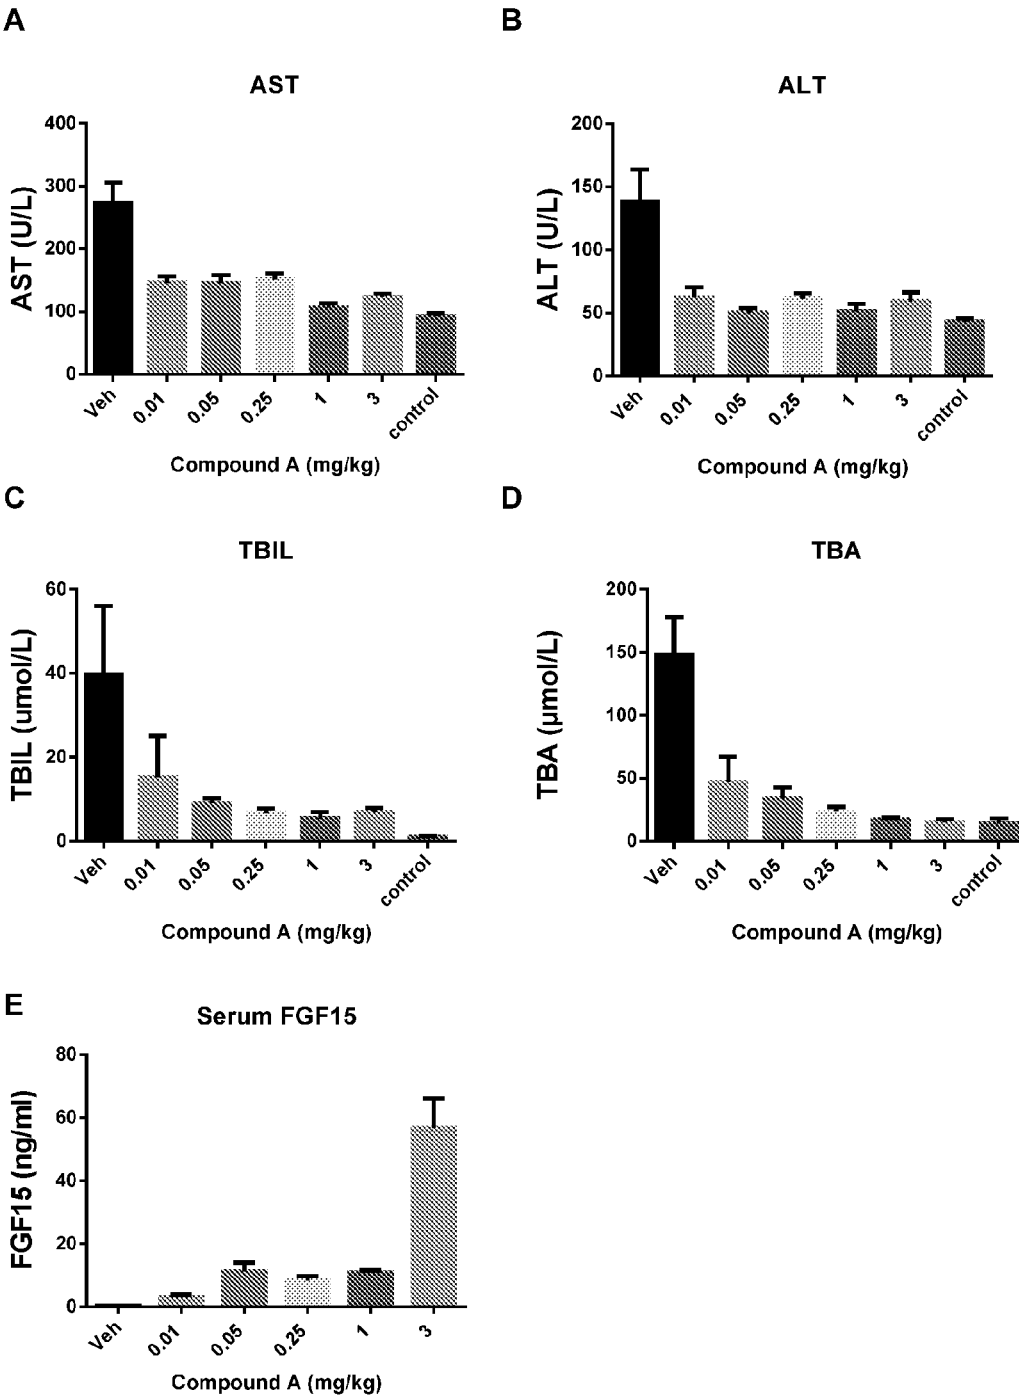 A
AST
AST (U/L)
400
300
200
100
0
Veh
0.01
0.05
0.25
1
3
control
Compound A (mg/kg)
B
ALT
ALT (U/L)
200
150
100
50
0
Veh
0.01
0.05
0.25
1
3
control
Compound A (mg/kg)
C
TBIL
TBIL (umol/L)
60
40
20
0
Veh
0.01
0.05
0.25
1
3
control
Compound A (mg/kg)
D
TBA
TBA (μmol/L)
200
150
100
50
0
Veh
0.01
0.05
0.25
1
3
control
Compound A (mg/kg)
E
Serum FGF15
FGF15 (ng/ml)
80
60
40
20
0
Veh
0.01
0.05
0.25
1
3
Compound A (mg/kg)